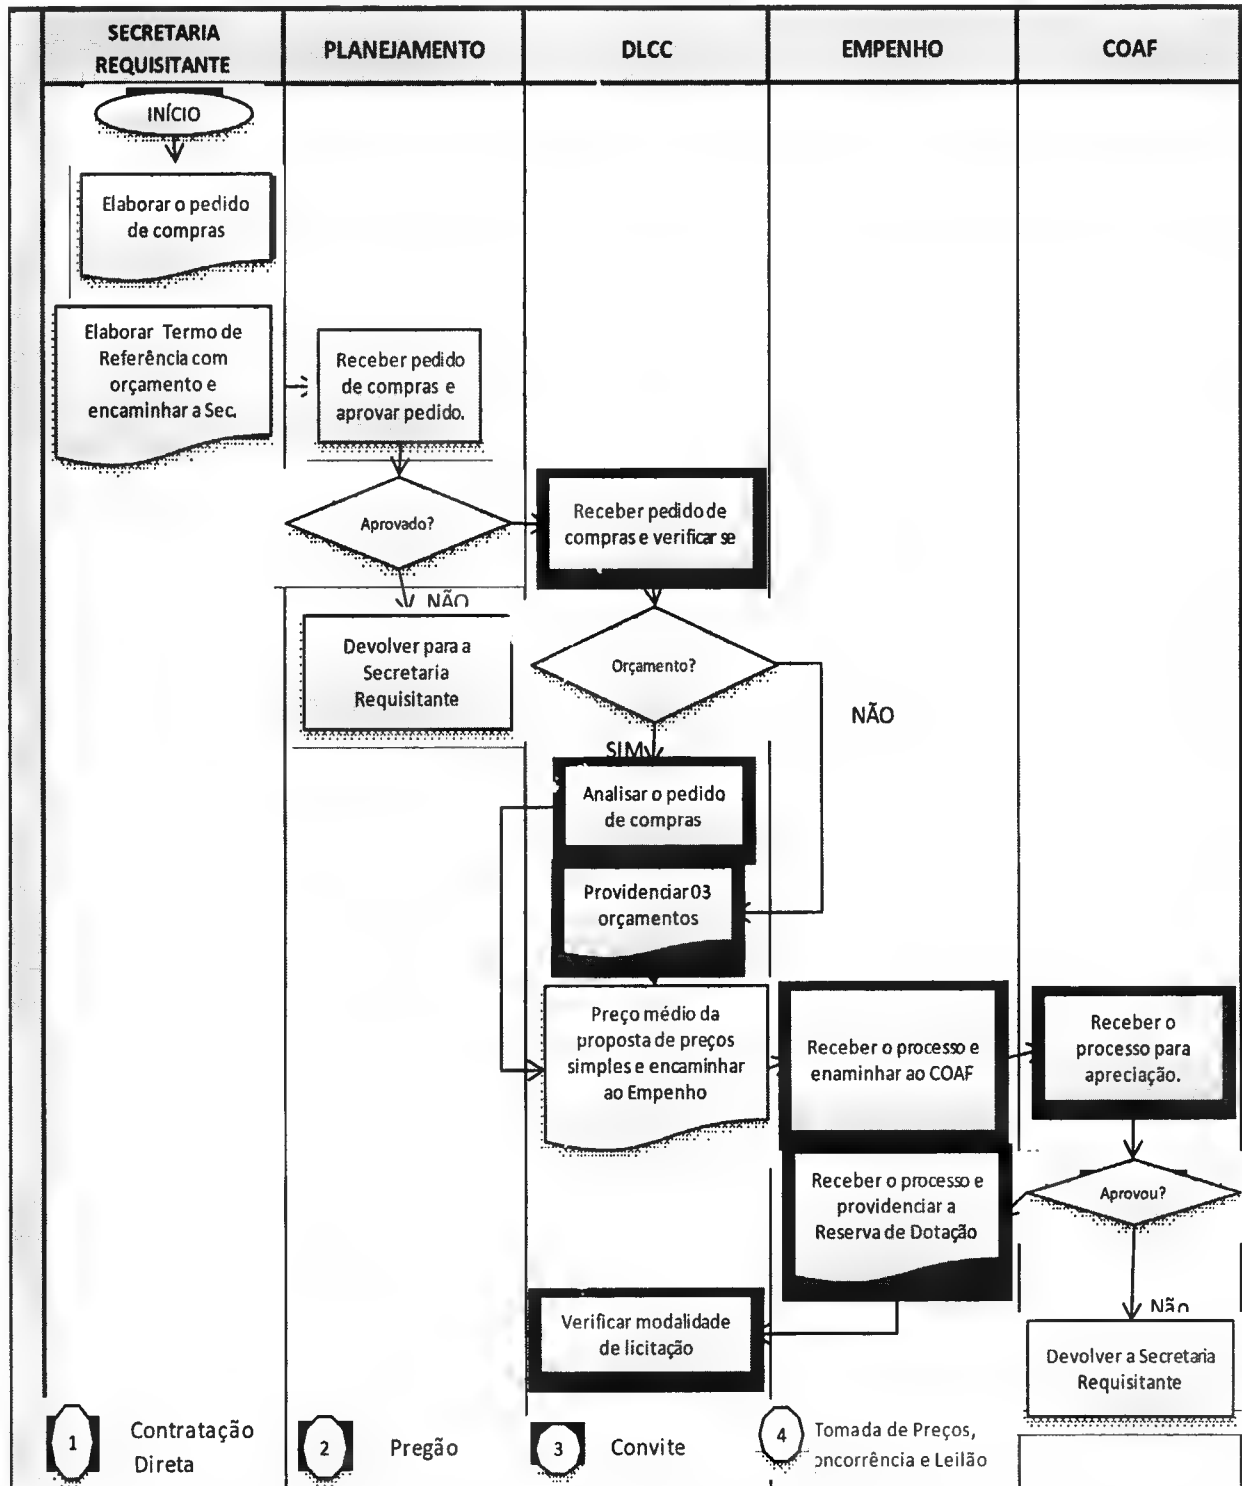 SECRETARIA
REQUISITANTE
PLANEJAMENTO
DLCC
EMPENHO
COAF
INÍCIO
Elaborar o pedido
de compras
Elaborar Termo de
Referência com
orçamento e
encaminhar a Sec.
Receber pedido
de compras e
aprovar pedido.
Aprovado?
Receber pedido de
compras e verificar se
NÃO
Devolver para a
Secretaria
Requisitante
Orçamento?
NÃO
SIM
Analisar o pedido
de compras
Providenciar 03
orçamentos
Preço médio da
proposta de preços
simples e encaminhar
ao Empenho
Receber o processo e
enaminhar ao COAF
Receber o
processo para
apreciação.
Aprovou?
Receber o processo e
providenciar a
Reserva de Dotação
Não
Verificar modalidade
de licitação
Devolver a Secretaria
Requisitante
1
Contratação
Direta
2
Pregão
3
Convite
4
Tomada de Preços,
oncorrência e Leilão